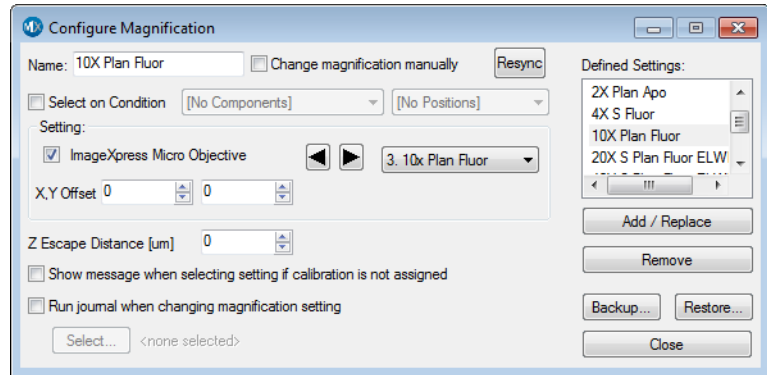 MX Configure Magnification
Name: 10X Plan Fluor Change magnification manually Resync
Select on Condition [No Components] [No Positions]
Setting:
ImageXpress Micro Objective 3. 10x Plan Fluor
X,Y Offset 0 0
Z Escape Distance [um] 0
Show message when selecting setting if calibration is not assigned
Run journal when changing magnification setting
Select... <none selected>
Defined Settings:
2X Plan Apo
4X S Fluor
10X Plan Fluor
20X S Plan Fluor ELW
Add / Replace
Remove
Backup... Restore...
Close